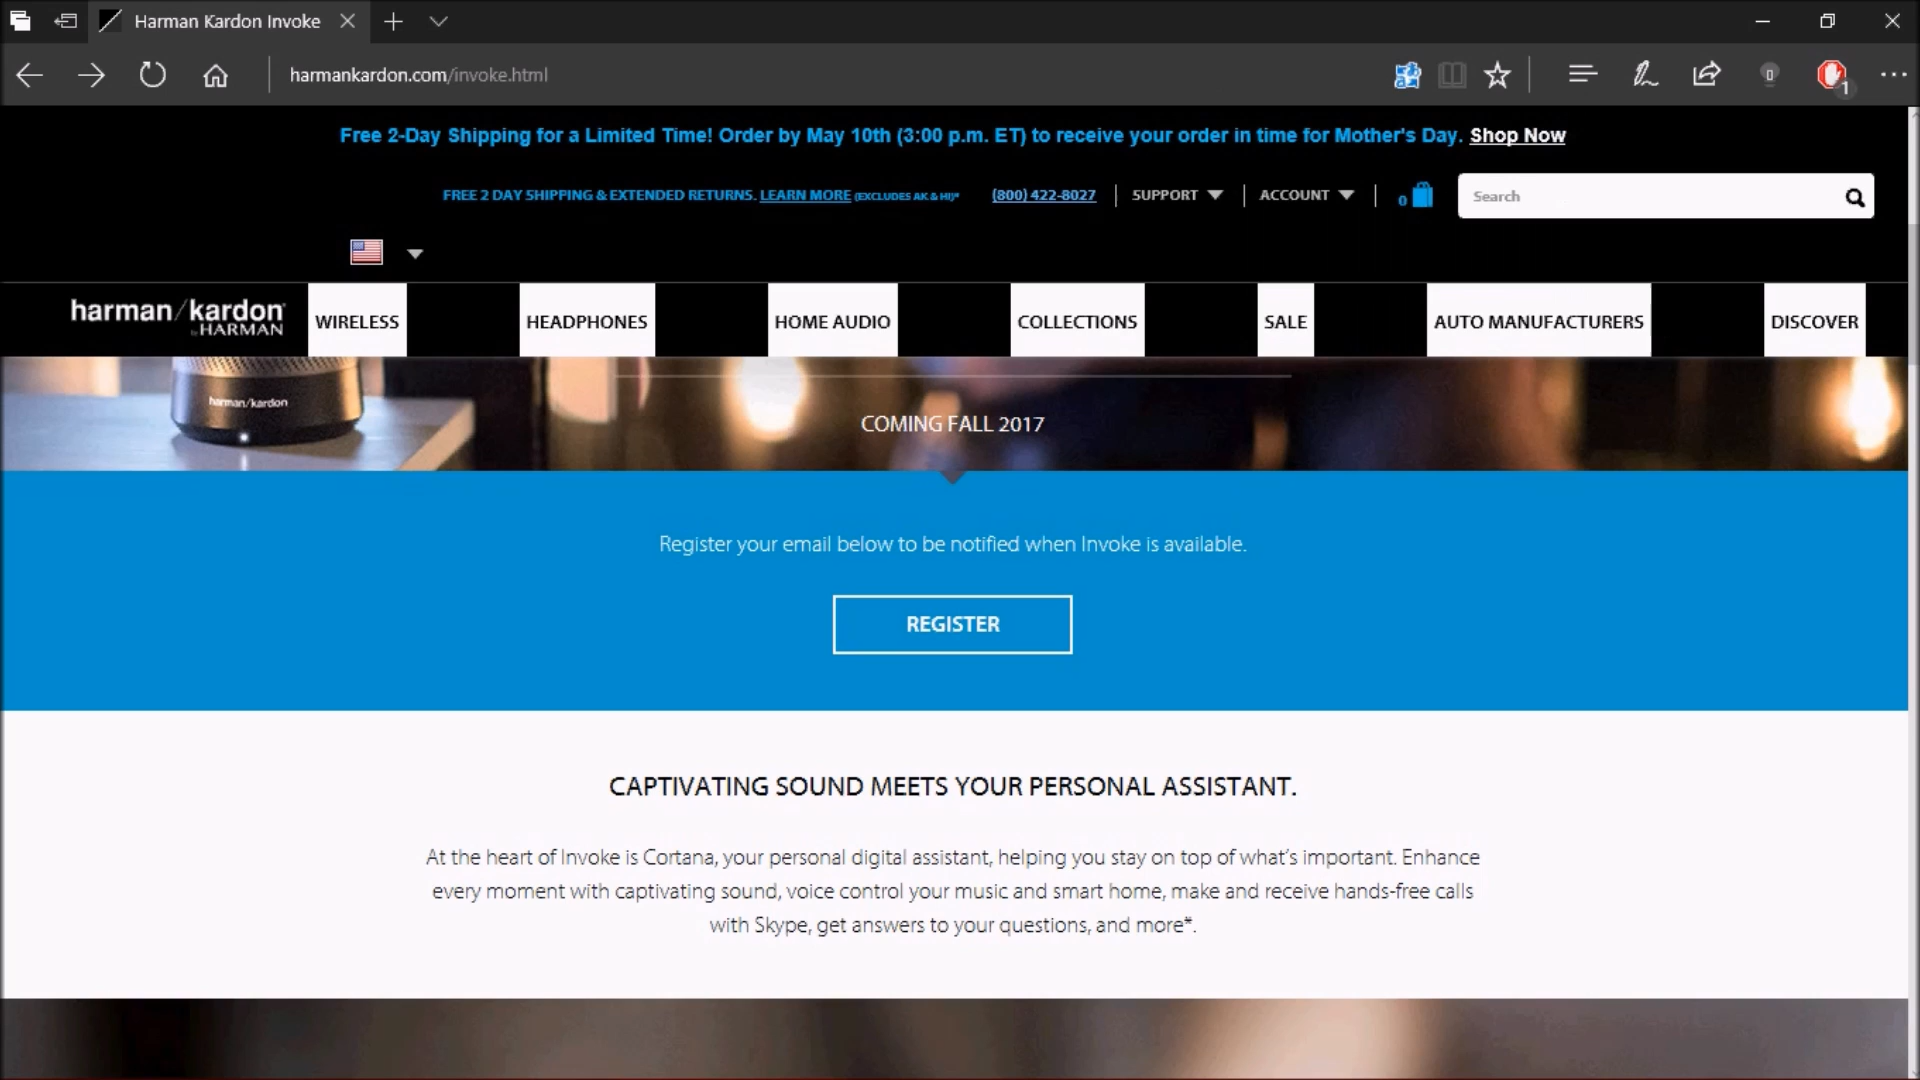 Harman Kardon Invoke
harmankardon.com/invoke.html
1
Free 2-Day Shipping for a Limited Time! Order by May 10th (3:00 p.m. ET) to receive your order in time for Mother's Day. Shop Now
FREE 2 DAY SHIPPING & EXTENDED RETURNS. LEARN MORE (EXCLUDES AK & HI)* (800) 422-8027 SUPPORT ACCOUNT 0 Search
harman/kardon
by HARMAN
WIRELESS HEADPHONES HOME AUDIO COLLECTIONS SALE AUTO MANUFACTURERS DISCOVER
harman/kardon
COMING FALL 2017
Register your email below to be notified when Invoke is available.
REGISTER
CAPTIVATING SOUND MEETS YOUR PERSONAL ASSISTANT.
At the heart of Invoke is Cortana, your personal digital assistant, helping you stay on top of what's important. Enhance
every moment with captivating sound, voice control your music and smart home, make and receive hands-free calls
with Skype, get answers to your questions, and more*.